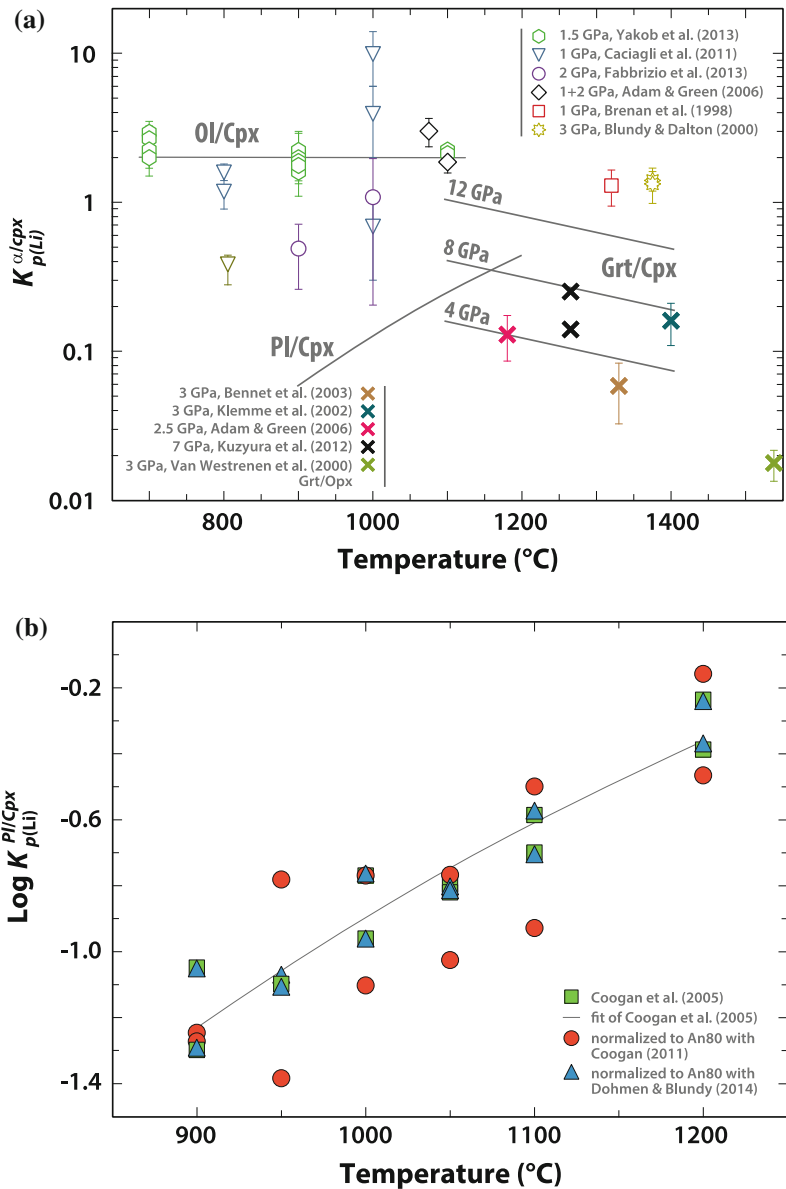 (a)
1.5 GPa, Yakob et al. (2013)
1 GPa, Caciagli et al. (2011)
2 GPa, Fabbrizio et al. (2013)
1+2 GPa, Adam & Green (2006)
1 GPa, Brenan et al. (1998)
3 GPa, Blundy & Dalton (2000)
10
1
0.1
0.01
K α/cpx p(Li)
Ol/Cpx
12 GPa
8 GPa
Grt/Cpx
4 GPa
Pl/Cpx
3 GPa, Bennet et al. (2003)
3 GPa, Klemme et al. (2002)
2.5 GPa, Adam & Green (2006)
7 GPa, Kuzyura et al. (2012)
3 GPa, Van Westrenen et al. (2000)
Grt/Opx
800 1000 1200 1400
Temperature (°C)
(b)
-0.2
-0.6
-1.0
-1.4
Log K Pl/Cpx p(Li)
Coogan et al. (2005)
fit of Coogan et al. (2005)
normalized to An80 with
Coogan (2011)
normalized to An80 with
Dohmen & Blundy (2014)
900 1000 1100 1200
Temperature (°C)